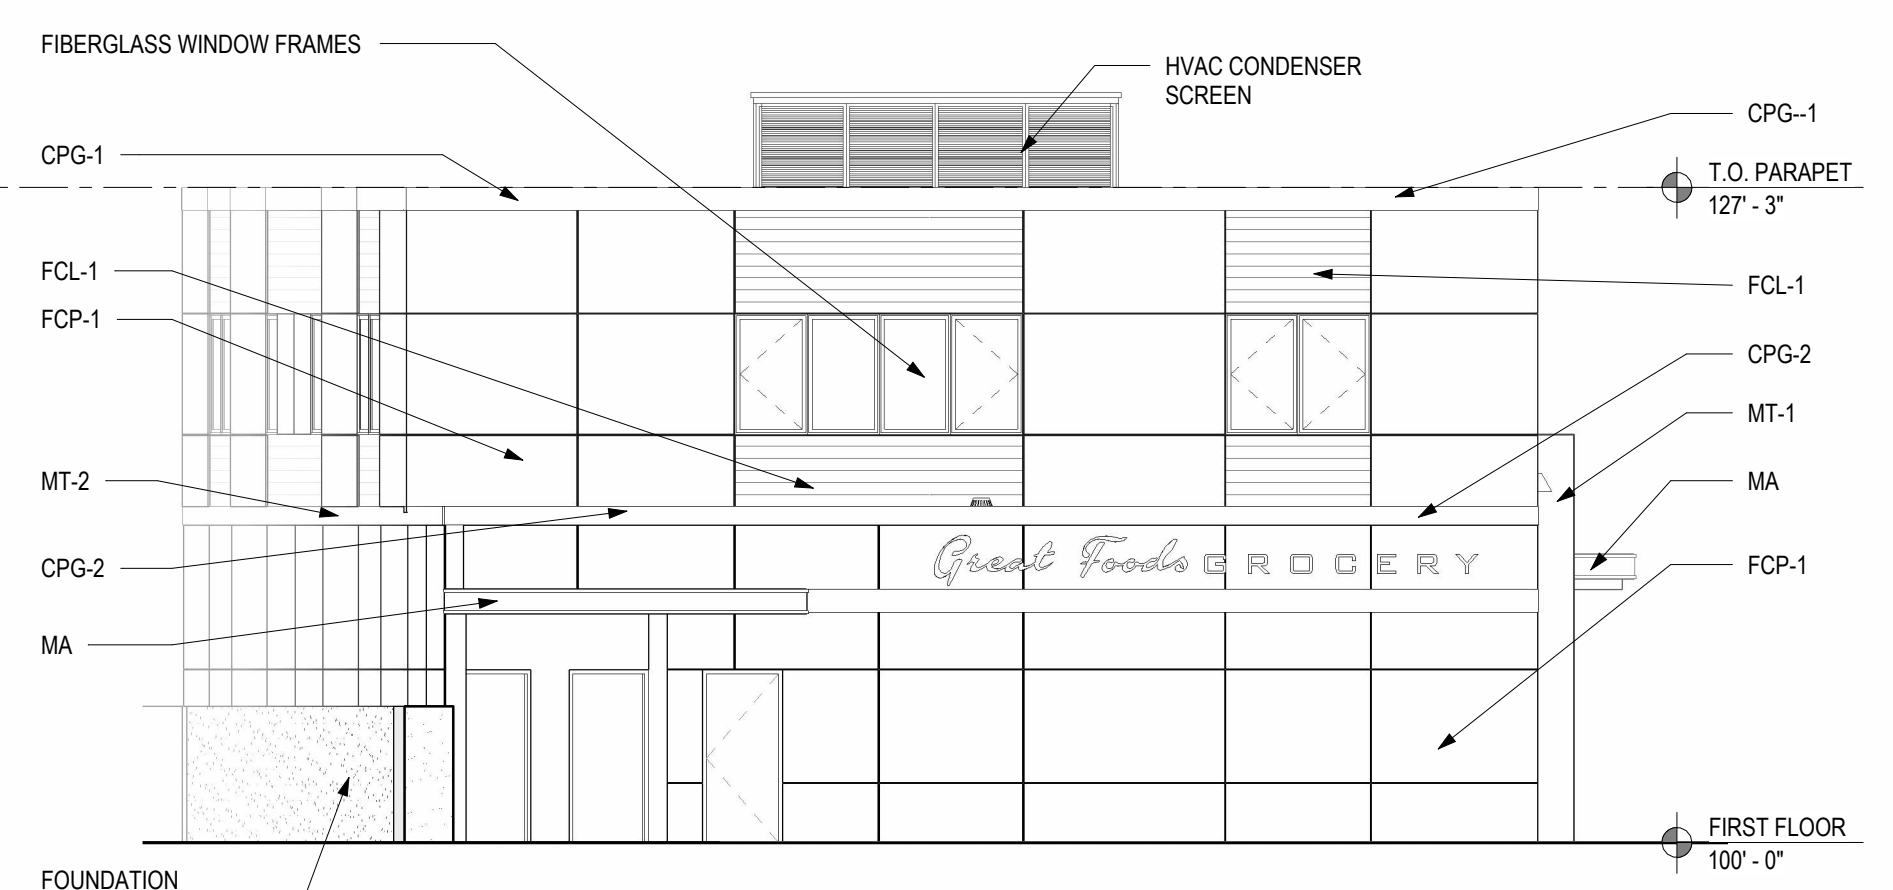 FIBERGLASS WINDOW FRAMES
HVAC CONDENSER
SCREEN
CPG--1
CPG-1
T.O. PARAPET
127' - 3"
FCL-1
FCL-1
FCP-1
CPG-2
MT-1
MT-2
MA
Great Foods GROCERY
CPG-2
FCP-1
MA
FIRST FLOOR
100' - 0"
FOUNDATION